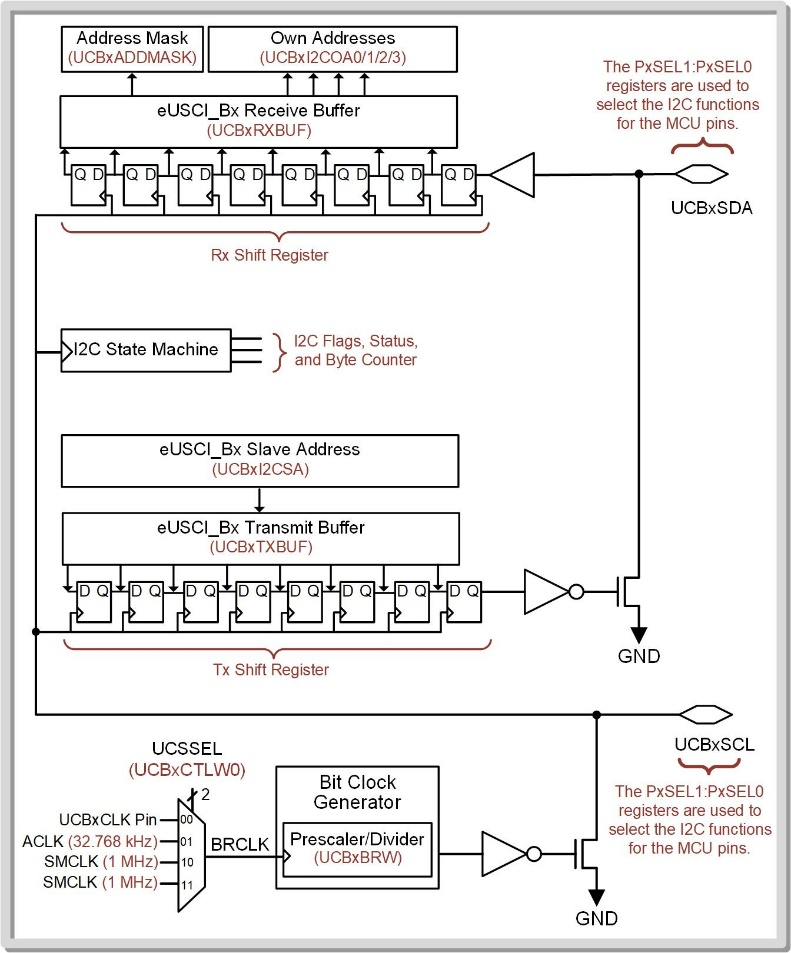 Address Mask
(UCBxADDMASK)
Own Addresses
(UCBxI2COA0/1/2/3)
The PxSEL1:PxSEL0
registers are used to
select the I2C functions
for the MCU pins.
eUSCI_Bx Receive Buffer
(UCBxRXBUF)
Q D Q D Q D Q D Q D Q D Q D Q D
UCBxSDA
Rx Shift Register
I2C State Machine
I2C Flags, Status,
and Byte Counter
eUSCI_Bx Slave Address
(UCBxI2CSA)
eUSCI_Bx Transmit Buffer
(UCBxTXBUF)
D Q D Q D Q D Q D Q D Q D Q D Q
GND
Tx Shift Register
UCBxSCL
The PxSEL1:PxSEL0
registers are used to
select the I2C functions
for the MCU pins.
UCSSEL
(UCBxCTLW0)
2
UCBxCLK Pin 00
ACLK (32.768 kHz) 01
SMCLK (1 MHz) 10
SMCLK (1 MHz) 11
BRCLK
Bit Clock
Generator
Prescaler/Divider
(UCBxBRW)
GND